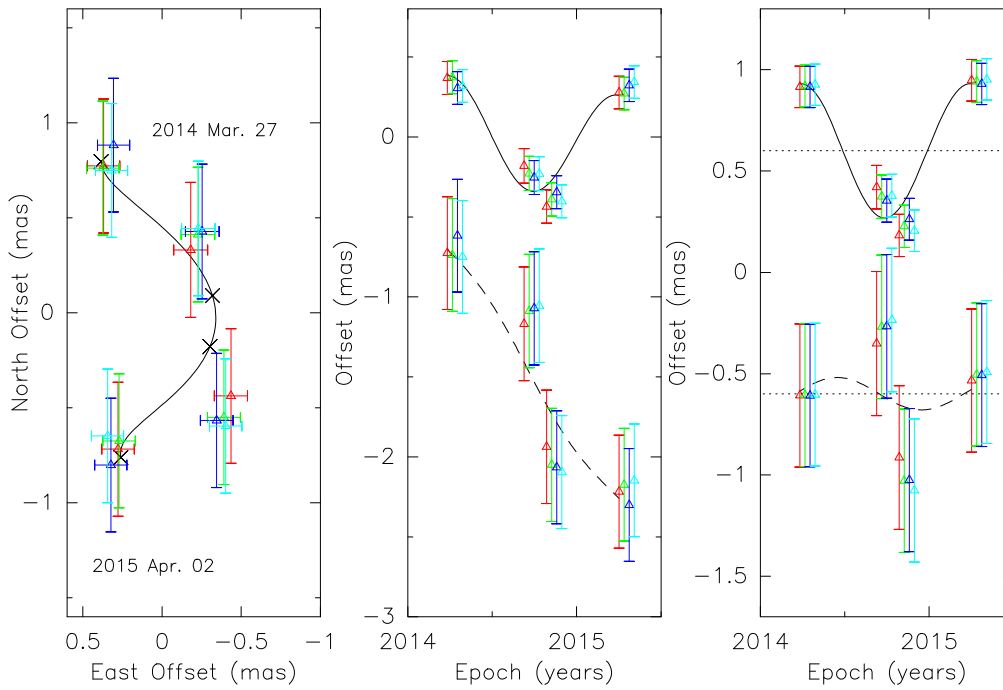 North Offset (mas)
1
0
−1
2014 Mar. 27
2015 Apr. 02
0.5
0
−0.5
−1
East Offset (mas)
Offset (mas)
0
−1
−2
−3
2014
2015
Epoch (years)
Offset (mas)
1
0.5
0
−0.5
−1
−1.5
2014
2015
Epoch (years)